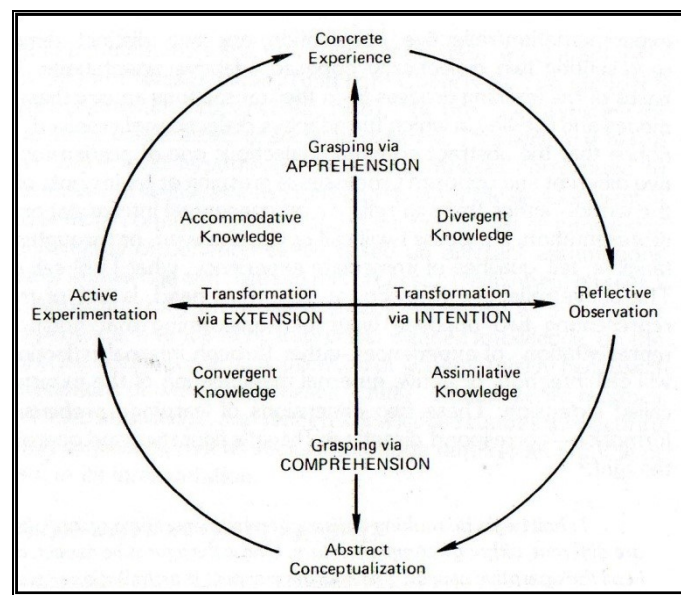 Concrete
Experience
Grasping via
APPREHENSION
Accommodative
Knowledge
Divergent
Knowledge
Active
Experimentation
Transformation
via EXTENSION
Transformation
via INTENTION
Reflective
Observation
Convergent
Knowledge
Assimilative
Knowledge
Grasping via
COMPREHENSION
Abstract
Conceptualization